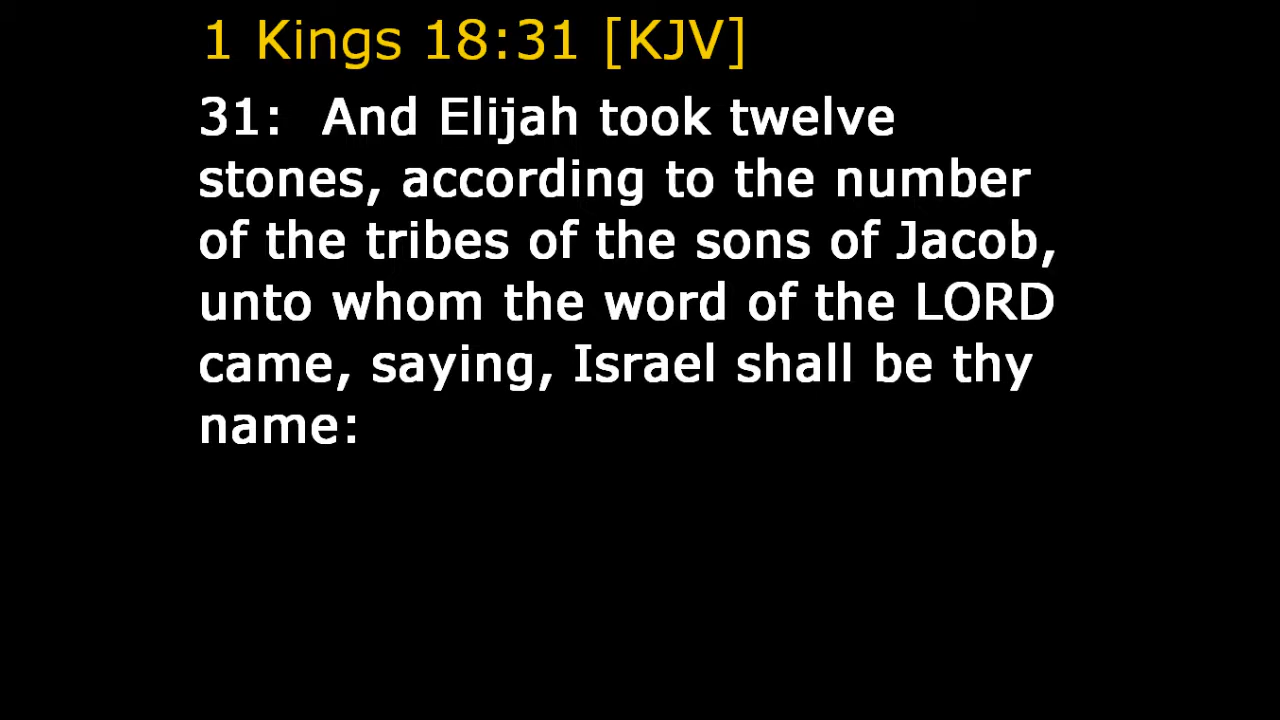 1 Kings 18:31 [KJV]
31:  And Elijah took twelve
stones, according to the number
of the tribes of the sons of Jacob,
unto whom the word of the LORD
came, saying, Israel shall be thy
name: